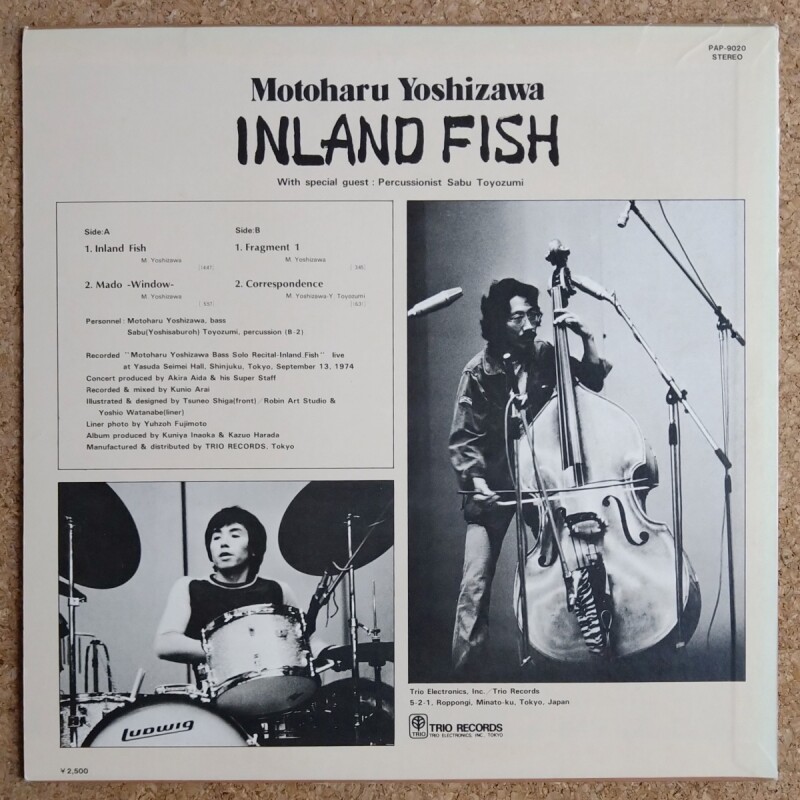 PAP-9020
STEREO
Motoharu Yoshizawa
INLAND FISH
With special guest : Percussionist Sabu Toyozumi
Side:A
1. Inland Fish
M. Yoshizawa
2. Mado -Window-
M. Yoshizawa
Side:B
1. Fragment 1
M. Yoshizawa
2. Correspondence
M. Yoshizawa-Y. Toyozumi
Personnel : Motoharu Yoshizawa, bass
Sabu(Yoshisaburoh) Toyozumi, percussion (B-2)
Recorded "Motoharu Yoshizawa Bass Solo Recital-Inland Fish" live
at Yasuda Seimei Hall, Shinjuku, Tokyo, September 13, 1974
Concert produced by Akira Aida & his Super Staff
Recorded & mixed by Kunio Arai
Illustrated & designed by Tsuneo Shiga(front) / Robin Art Studio &
Yoshio Watanabe(liner)
Liner photo by Yuhzoh Fujimoto
Album produced by Kuniya Inaoka & Kazuo Harada
Manufactured & distributed by TRIO RECORDS, Tokyo
LUDWIG
Trio Electronics, Inc. / Trio Records
5-2-1, Roppongi, Minato-ku, Tokyo, Japan
TRIO
TRIO RECORDS
TRIO ELECTRONICS, INC. TOKYO
¥2,500